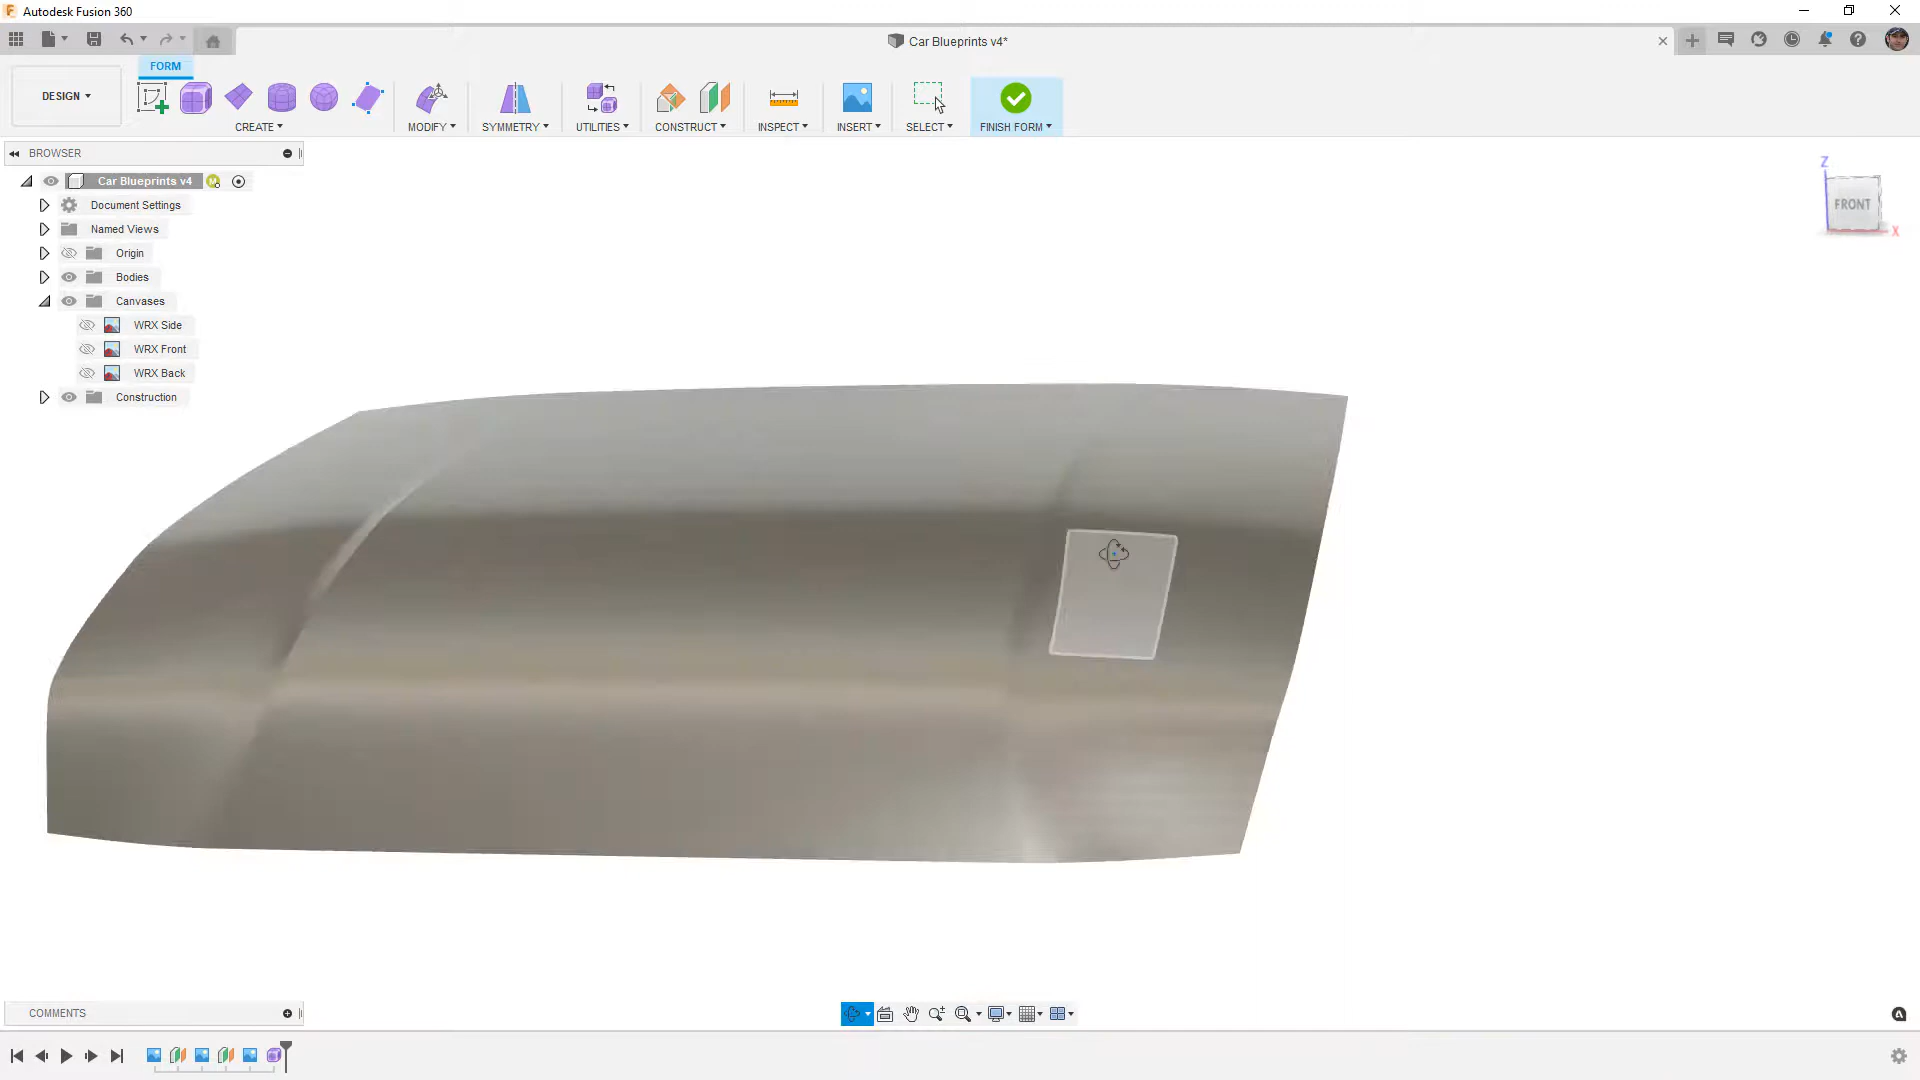 Autodesk Fusion 360
Car Blueprints v4*
FORM
DESIGN
CREATE
MODIFY
SYMMETRY
UTILITIES
CONSTRUCT
INSPECT
INSERT
SELECT
FINISH FORM
BROWSER
Car Blueprints v4
Document Settings
Named Views
Origin
Bodies
Canvases
WRX Side
WRX Front
WRX Back
Construction
Z
FRONT
X
COMMENTS